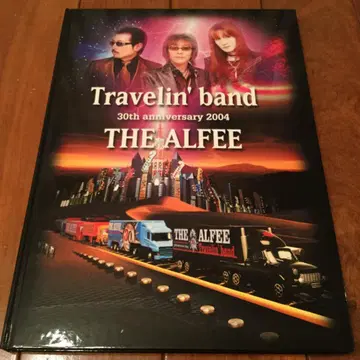 Travelin' band
30th anniversary 2004
THE ALFEE
THE ALFEE
Travelin' band